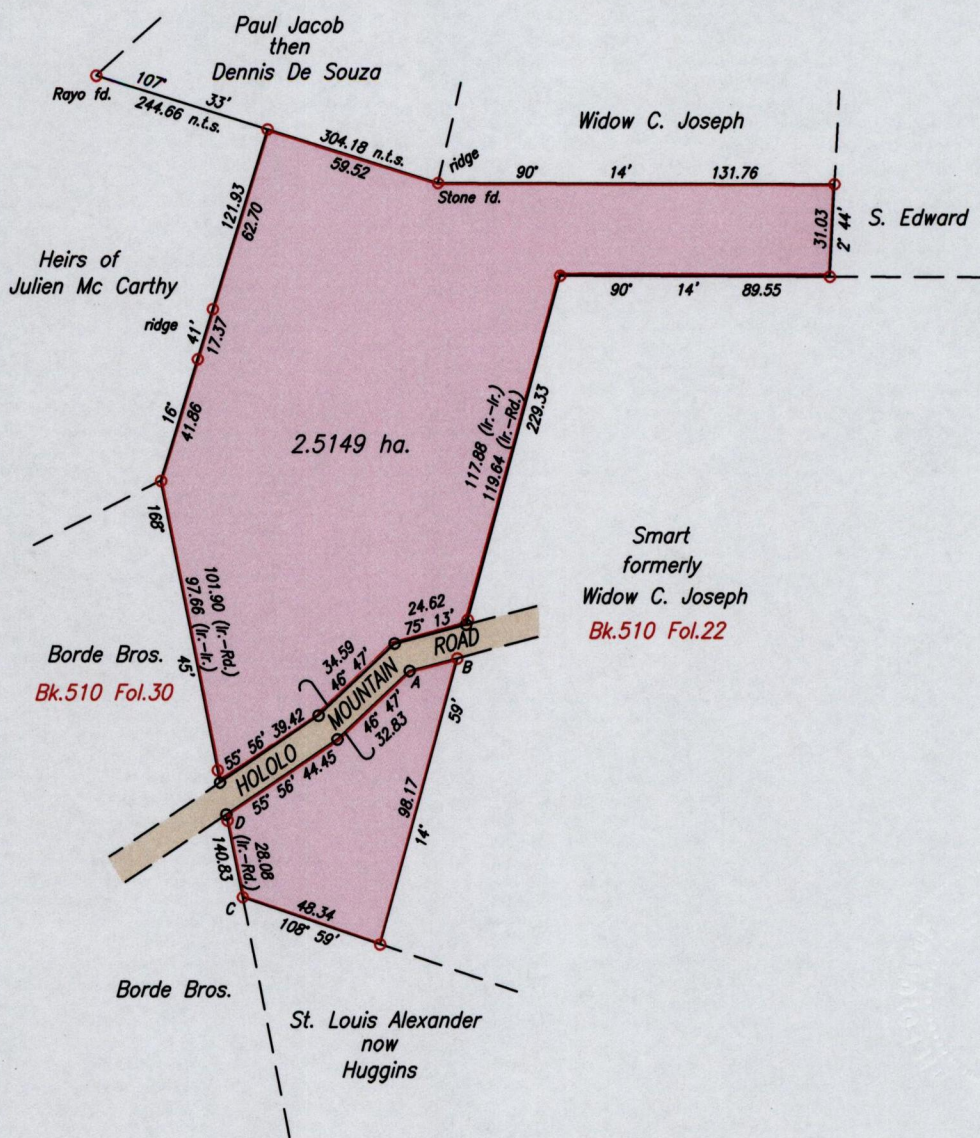 Paul Jacob
then
Dennis De Souza
Rayo fd.
107° 33'
244.66 n.t.s.
304.18 n.t.s.
59.52
ridge
Stone fd.
Widow C. Joseph
90° 14' 131.76
31.03
2° 44'
S. Edward
90° 14' 89.55
121.93
62.70
Heirs of
Julien Mc Carthy
ridge
41'
17.37
16°
41.86
2.5149 ha.
117.88 (Ir.-Ir.)
119.64 (Ir.-Rd.)
229.33
168°
101.90 (Ir.-Rd.)
97.66 (Ir.-Ir.)
45'
Smart
formerly
Widow C. Joseph
Bk.510 Fol.22
Borde Bros.
Bk.510 Fol.30
24.62
75° 13'
34.59
46° 47'
55° 56' 39.42
HOLOLO MOUNTAIN ROAD
A
B
46° 47'
32.83
55° 56' 44.45
59'
98.17
14°
D
28.08
(Ir.-Rd.)
140.83
C
48.34
108° 59'
Borde Bros.
St. Louis Alexander
now
Huggins